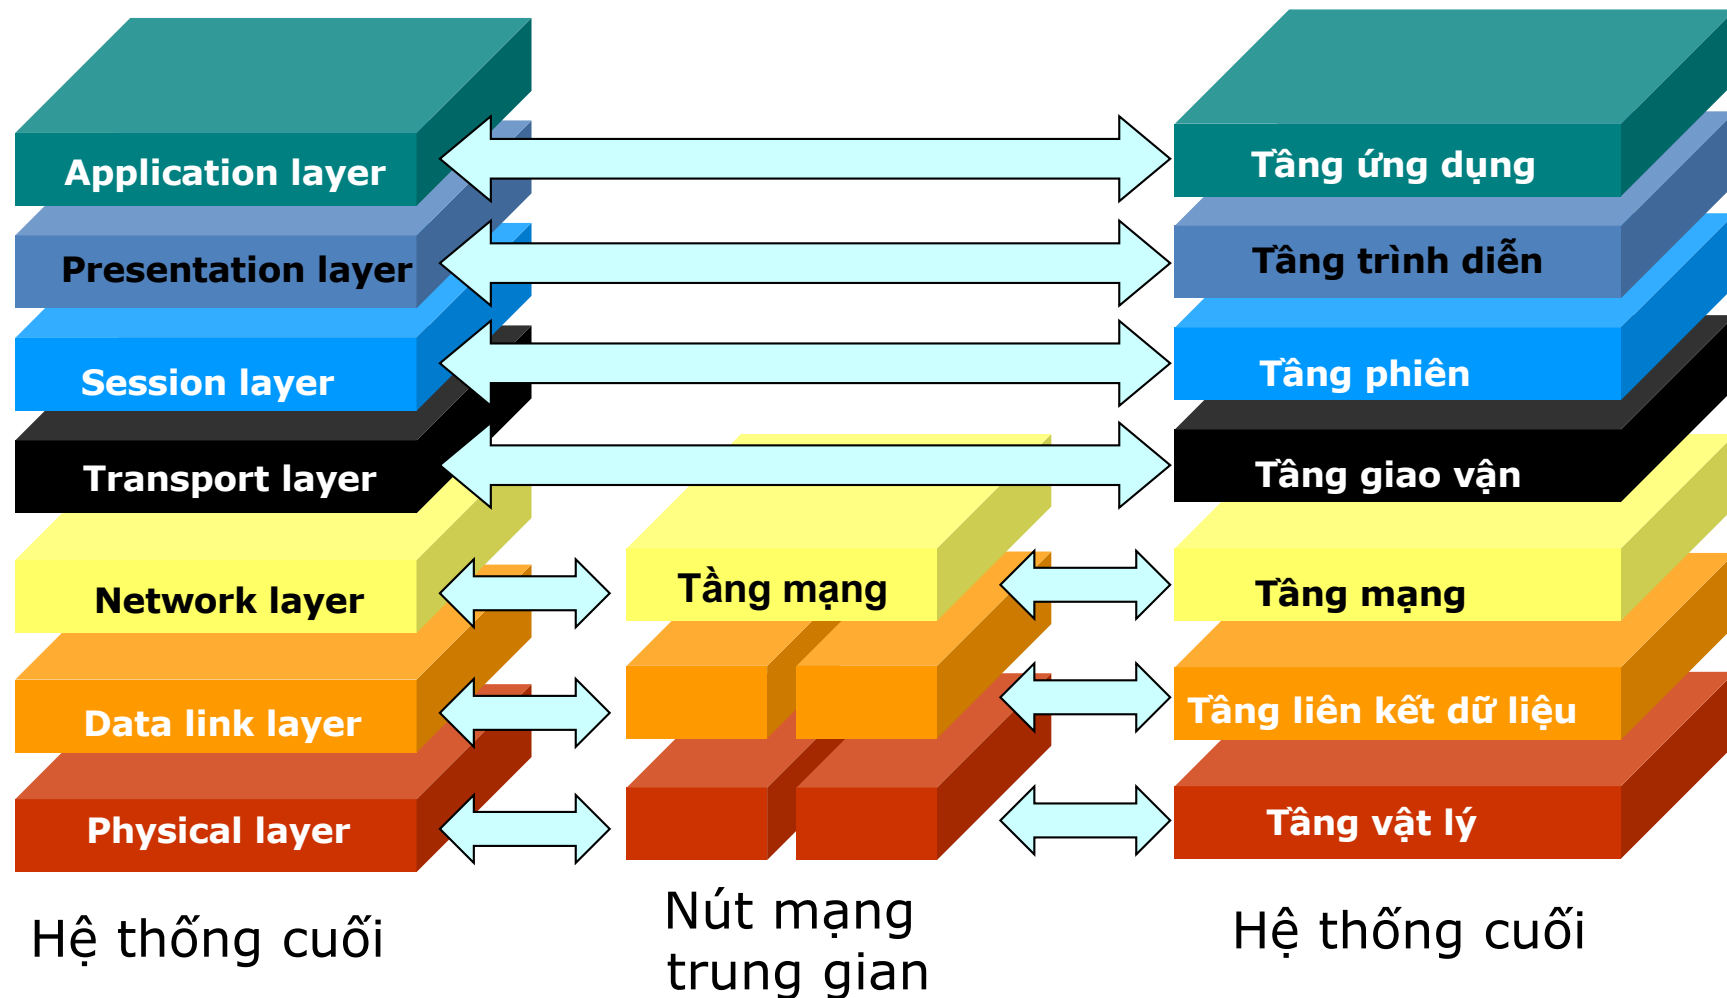 Application layer
Presentation layer
Session layer
Transport layer
Network layer
Data link layer
Physical layer
Hệ thống cuối
Tầng mạng
Nút mạng
trung gian
Tầng ứng dụng
Tầng trình diễn
Tầng phiên
Tầng giao vận
Tầng mạng
Tầng liên kết dữ liệu
Tầng vật lý
Hệ thống cuối